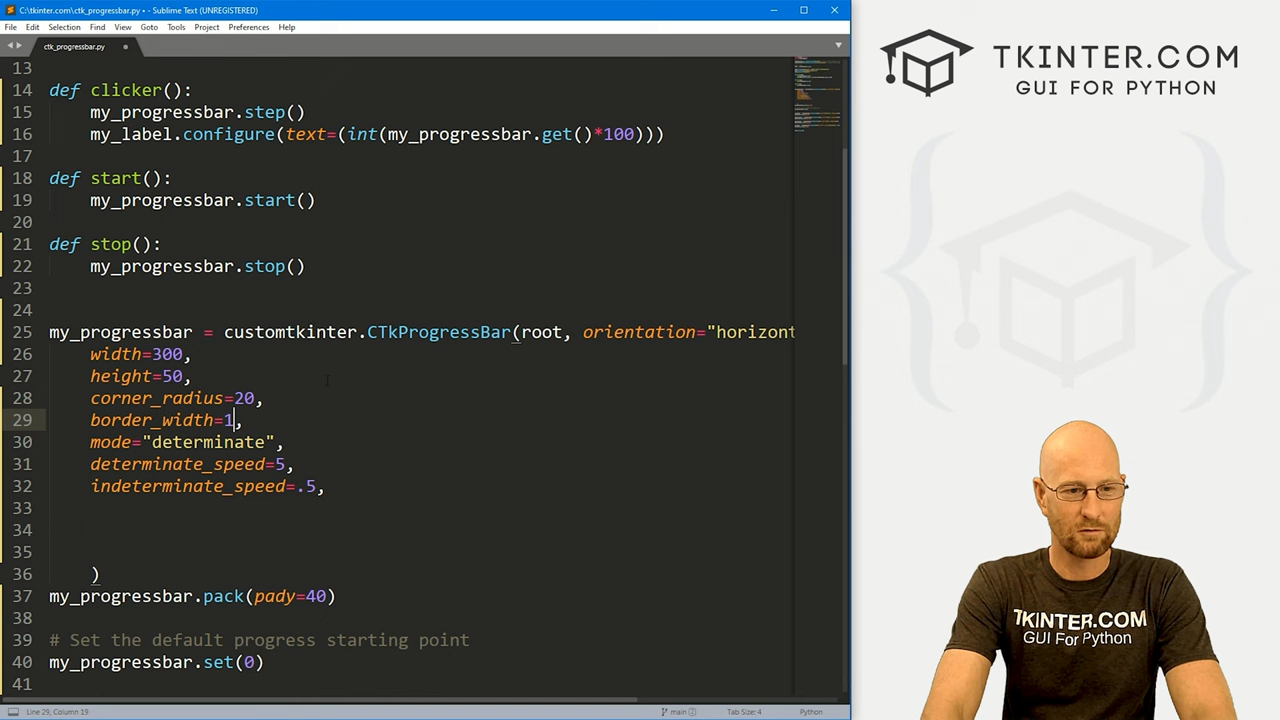 C:\tkinter.com\ctk_progressbar.py • - Sublime Text (UNREGISTERED)
File Edit Selection Find View Goto Tools Project Preferences Help
ctk_progressbar.py
13
14 def clicker():
15     my_progressbar.step()
16     my_label.configure(text=(int(my_progressbar.get()*100)))
17
18 def start():
19     my_progressbar.start()
20
21 def stop():
22     my_progressbar.stop()
23
24
25 my_progressbar = customtkinter.CTkProgressBar(root, orientation="horizont
26     width=300,
27     height=50,
28     corner_radius=20,
29     border_width=1,
30     mode="determinate",
31     determinate_speed=5,
32     indeterminate_speed=.5,
33
34
35
36     )
37 my_progressbar.pack(pady=40)
38
39 # Set the default progress starting point
40 my_progressbar.set(0)
41
Line 29, Column 19
main
Tab Size: 4
Python
TKINTER.COM
GUI FOR PYTHON
TKINTER.COM
GUI For Python